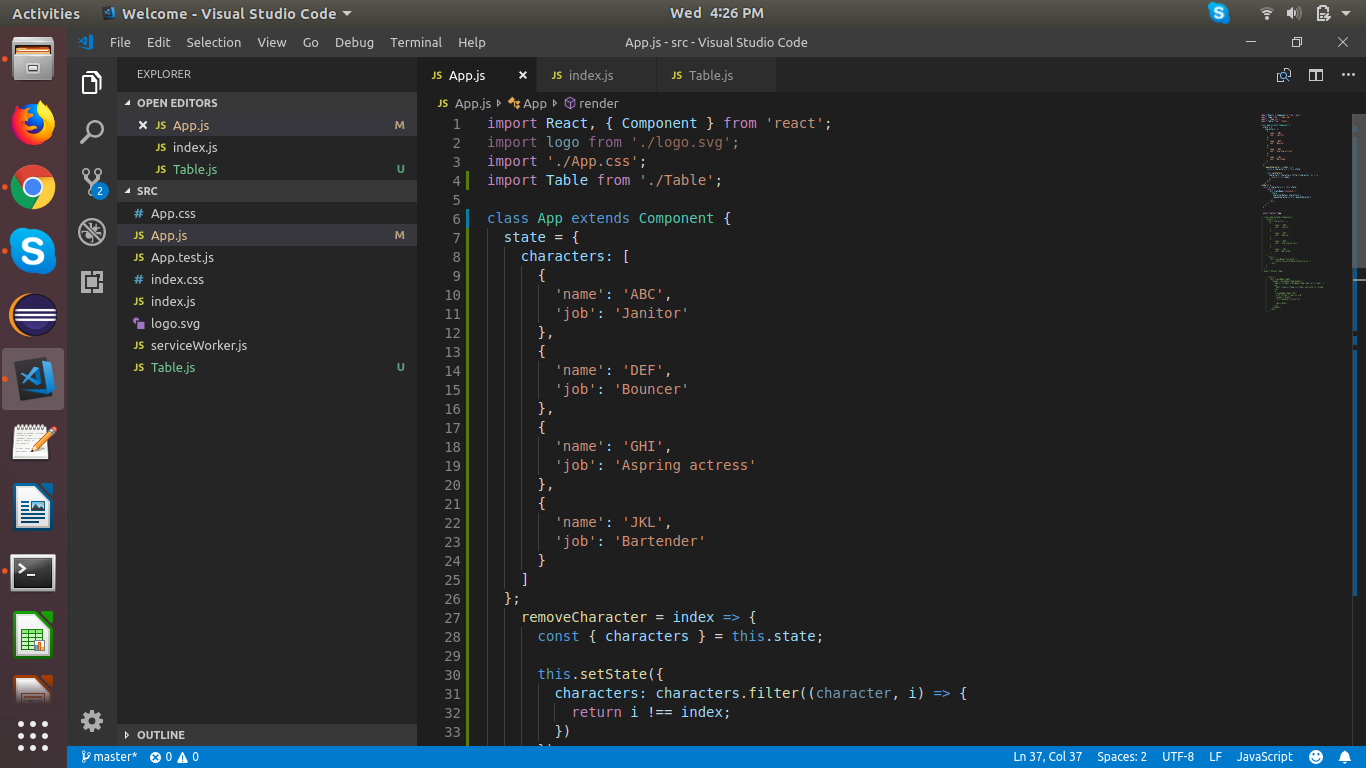 Activities Welcome - Visual Studio Code Wed 4:26 PM
File Edit Selection View Go Debug Terminal Help App.js - src - Visual Studio Code
EXPLORER
OPEN EDITORS
JS App.js M
JS index.js
JS Table.js U
SRC
# App.css
JS App.js M
JS App.test.js
# index.css
JS index.js
logo.svg
JS serviceWorker.js
JS Table.js U
OUTLINE
2
JS App.js JS index.js JS Table.js
JS App.js App render
1 import React, { Component } from 'react';
2 import logo from './logo.svg';
3 import './App.css';
4 import Table from './Table';
5
6 class App extends Component {
7 state = {
8 characters: [
9 {
10 'name': 'ABC',
11 'job': 'Janitor'
12 },
13 {
14 'name': 'DEF',
15 'job': 'Bouncer'
16 },
17 {
18 'name': 'GHI',
19 'job': 'Aspring actress'
20 },
21 {
22 'name': 'JKL',
23 'job': 'Bartender'
24 }
25 ]
26 };
27 removeCharacter = index => {
28 const { characters } = this.state;
29
30 this.setState({
31 characters: characters.filter((character, i) => {
32 return i !== index;
33 })
master* 0 0 Ln 37, Col 37 Spaces: 2 UTF-8 LF JavaScript